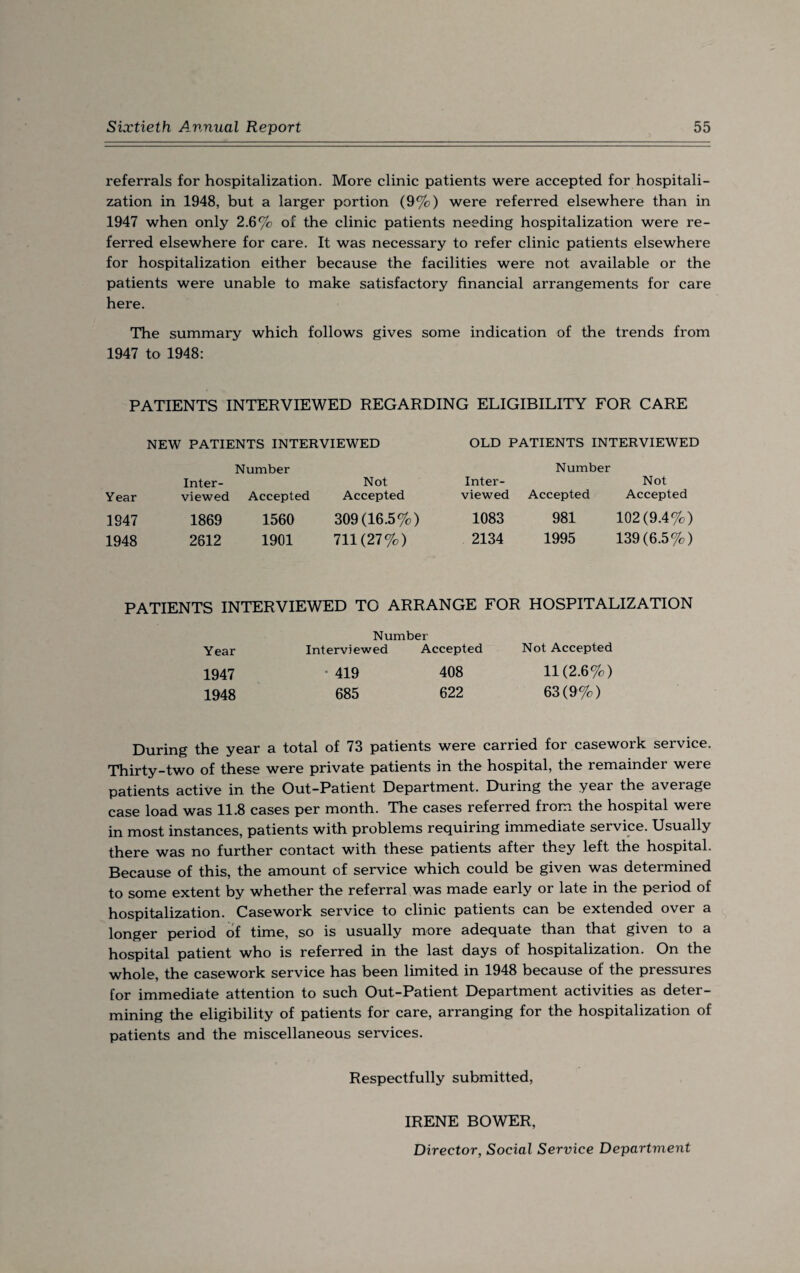 Sixtieth Annual Report 55
referrals for hospitalization. More clinic patients were accepted for hospitali-
zation in 1948, but a larger portion (9%) were referred elsewhere than in
1947 when only 2.6% of the clinic patients needing hospitalization were re-
ferred elsewhere for care. It was necessary to refer clinic patients elsewhere
for hospitalization either because the facilities were not available or the
patients were unable to make satisfactory financial arrangements for care
here.
The summary which follows gives some indication of the trends from
1947 to 1948:
PATIENTS INTERVIEWED REGARDING ELIGIBILITY FOR CARE
NEW PATIENTS INTERVIEWED OLD PATIENTS INTERVIEWED
Number Number
Inter- Not Inter- Not
Year viewed Accepted Accepted viewed Accepted Accepted
1947 1869 1560 309 (16.5%) 1083 981 102 (9.4%)
1948 2612 1901 711 (27%) 2134 1995 139 (6.5%)
PATIENTS INTERVIEWED TO ARRANGE FOR HOSPITALIZATION
Number
Year Interviewed Accepted Not Accepted
1947 419 408 11 (2.6%)
1948 685 622 63 (9%)
During the year a total of 73 patients were carried for casework service.
Thirty-two of these were private patients in the hospital, the remainder were
patients active in the Out-Patient Department. During the year the average
case load was 11.8 cases per month. The cases referred from the hospital were
in most instances, patients with problems requiring immediate service. Usually
there was no further contact with these patients after they left the hospital.
Because of this, the amount of service which could be given was determined
to some extent by whether the referral was made early or late in the period of
hospitalization. Casework service to clinic patients can be extended over a
longer period of time, so is usually more adequate than that given to a
hospital patient who is referred in the last days of hospitalization. On the
whole, the casework service has been limited in 1948 because of the pressures
for immediate attention to such Out-Patient Department activities as deter-
mining the eligibility of patients for care, arranging for the hospitalization of
patients and the miscellaneous services.
Respectfully submitted,
IRENE BOWER,
Director, Social Service Department